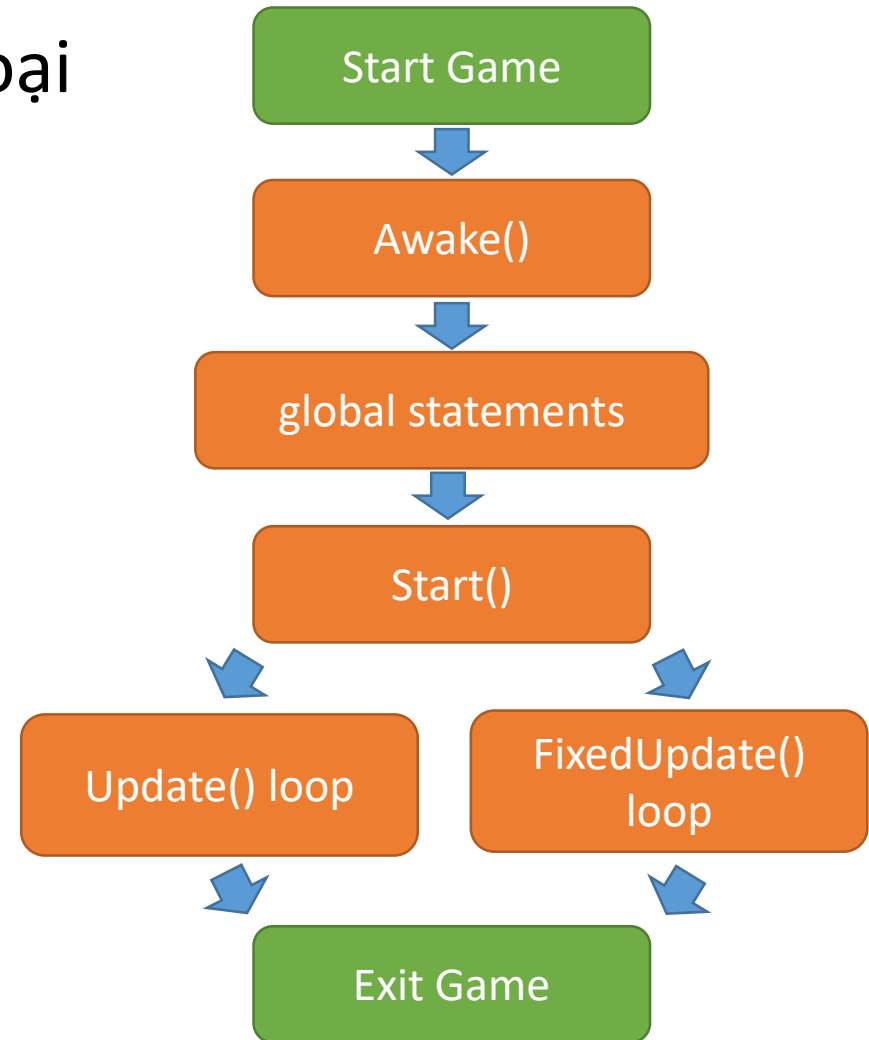 Start Game
Awake()
global statements
Start()
Update() loop
FixedUpdate()
loop
Exit Game